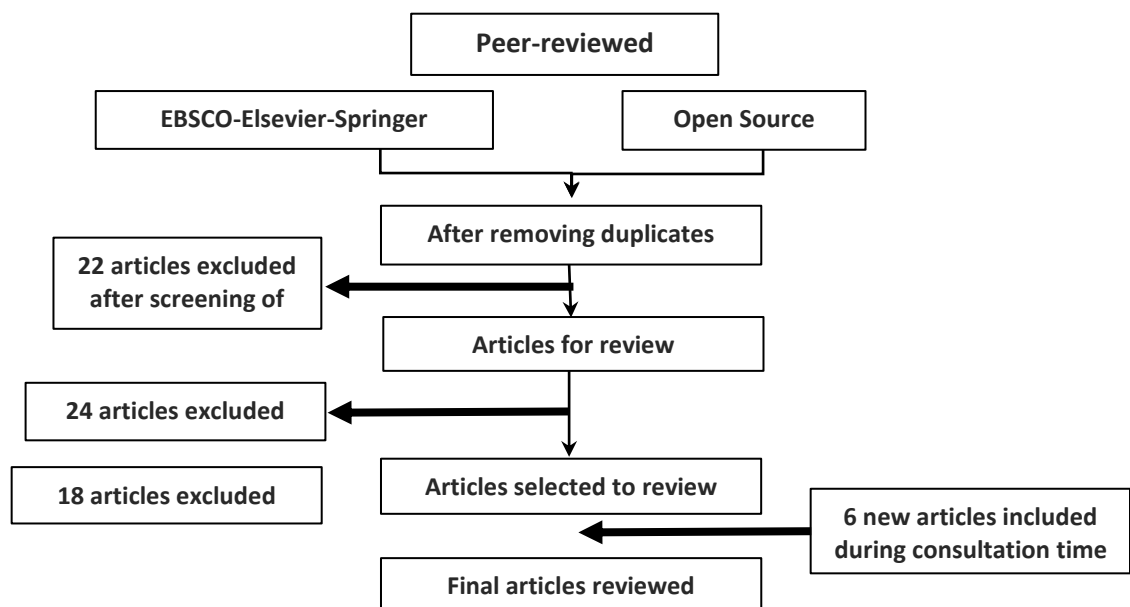 Peer-reviewed
EBSCO-Elsevier-Springer
Open Source
After removing duplicates
22 articles excluded
after screening of
Articles for review
24 articles excluded
18 articles excluded
Articles selected to review
6 new articles included
during consultation time
Final articles reviewed